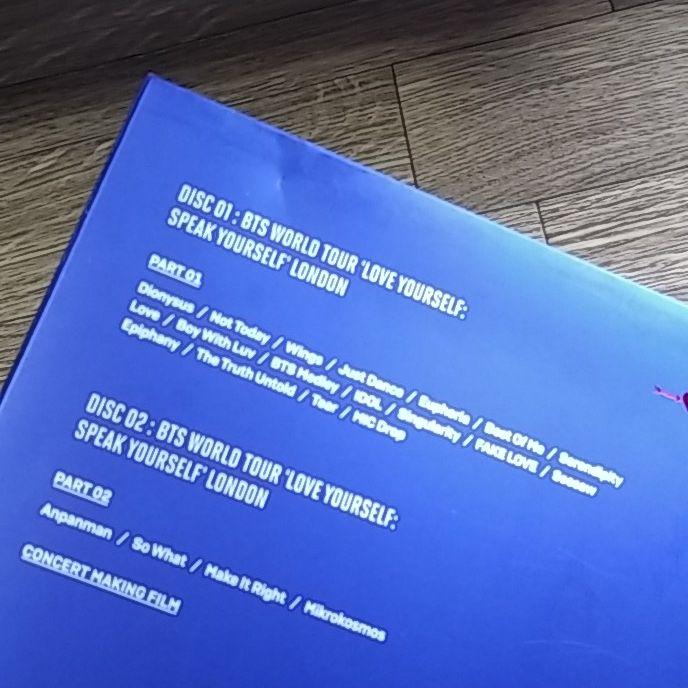 DISC 01 : BTS WORLD TOUR 'LOVE YOURSELF:
SPEAK YOURSELF' LONDON
PART 01
Dionysus / Not Today / Wings / Just Dance / Euphoria / Best Of Me / Serendipity
Love / Boy With Luv / BTS Medley / IDOL / Singularity / FAKE LOVE / Seesaw
Epiphany / The Truth Untold / Tear / MIC Drop
DISC 02 : BTS WORLD TOUR 'LOVE YOURSELF:
SPEAK YOURSELF' LONDON
PART 02
Anpanman / So What / Make It Right / Mikrokosmos
CONCERT MAKING FILM